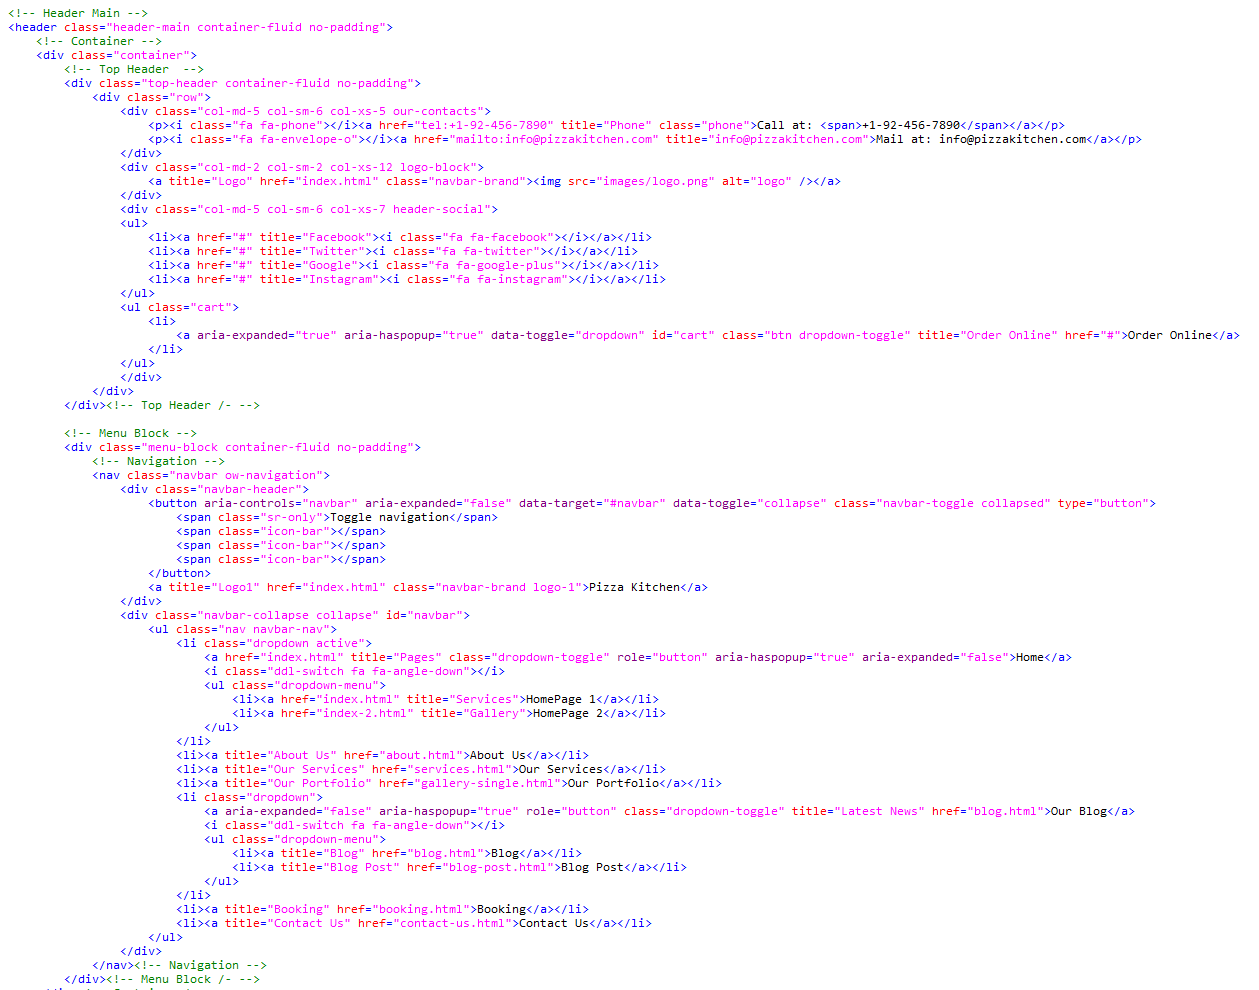 <!-- Header Main -->
<header class="header-main container-fluid no-padding">
<!-- Container -->
<div class="container">
<!-- Top Header  -->
<div class="top-header container-fluid no-padding">
<div class="row">
<div class="col-md-5 col-sm-6 col-xs-5 our-contacts">
<p><i class="fa fa-phone"></i><a href="tel:+1-92-456-7890" title="Phone" class="phone">Call at: <span>+1-92-456-7890</span></a></p>
<p><i class="fa fa-envelope-o"></i><a href="mailto:info@pizzakitchen.com" title="info@pizzakitchen.com">Mail at: info@pizzakitchen.com</a></p>
</div>
<div class="col-md-2 col-sm-2 col-xs-12 logo-block">
<a title="Logo" href="index.html" class="navbar-brand"><img src="images/logo.png" alt="logo" /></a>
</div>
<div class="col-md-5 col-sm-6 col-xs-7 header-social">
<ul>
<li><a href="#" title="Facebook"><i class="fa fa-facebook"></i></a></li>
<li><a href="#" title="Twitter"><i class="fa fa-twitter"></i></a></li>
<li><a href="#" title="Google"><i class="fa fa-google-plus"></i></a></li>
<li><a href="#" title="Instagram"><i class="fa fa-instagram"></i></a></li>
</ul>
<ul class="cart">
<li>
<a aria-expanded="true" aria-haspopup="true" data-toggle="dropdown" id="cart" class="btn dropdown-toggle" title="Order Online" href="#">Order Online</a>
</li>
</ul>
</div>
</div>
</div><!-- Top Header /- -->
<!-- Menu Block -->
<div class="menu-block container-fluid no-padding">
<!-- Navigation -->
<nav class="navbar ow-navigation">
<div class="navbar-header">
<button aria-controls="navbar" aria-expanded="false" data-target="#navbar" data-toggle="collapse" class="navbar-toggle collapsed" type="button">
<span class="sr-only">Toggle navigation</span>
<span class="icon-bar"></span>
<span class="icon-bar"></span>
<span class="icon-bar"></span>
</button>
<a title="Logo1" href="index.html" class="navbar-brand logo-1">Pizza Kitchen</a>
</div>
<div class="navbar-collapse collapse" id="navbar">
<ul class="nav navbar-nav">
<li class="dropdown active">
<a href="index.html" title="Pages" class="dropdown-toggle" role="button" aria-haspopup="true" aria-expanded="false">Home</a>
<i class="ddl-switch fa fa-angle-down"></i>
<ul class="dropdown-menu">
<li><a href="index.html" title="Services">HomePage 1</a></li>
<li><a href="index-2.html" title="Gallery">HomePage 2</a></li>
</ul>
</li>
<li><a title="About Us" href="about.html">About Us</a></li>
<li><a title="Our Services" href="services.html">Our Services</a></li>
<li><a title="Our Portfolio" href="gallery-single.html">Our Portfolio</a></li>
<li class="dropdown">
<a aria-expanded="false" aria-haspopup="true" role="button" class="dropdown-toggle" title="Latest News" href="blog.html">Our Blog</a>
<i class="ddl-switch fa fa-angle-down"></i>
<ul class="dropdown-menu">
<li><a title="Blog" href="blog.html">Blog</a></li>
<li><a title="Blog Post" href="blog-post.html">Blog Post</a></li>
</ul>
</li>
<li><a title="Booking" href="booking.html">Booking</a></li>
<li><a title="Contact Us" href="contact-us.html">Contact Us</a></li>
</ul>
</div>
</nav><!-- Navigation -->
</div><!-- Menu Block /- -->